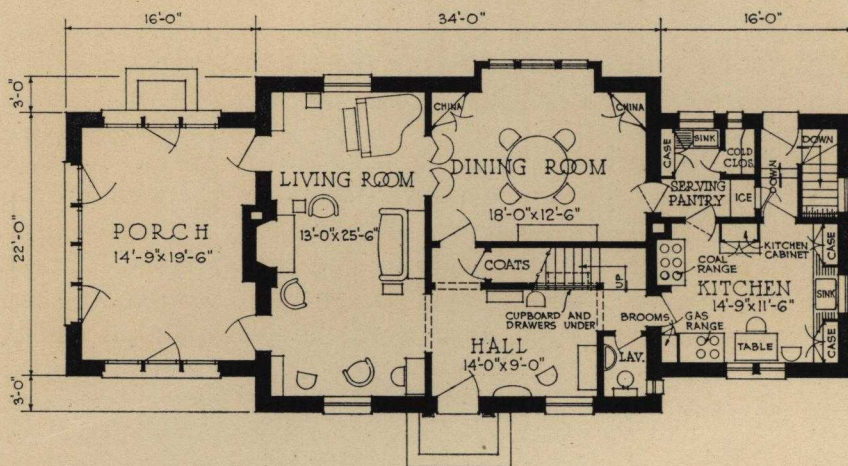 16'-0"
34'-0"
16'-0"
3'-0"
22'-0"
3'-0"
CHINA
CHINA
LIVING ROOM
13'-0"x25'-6"
DINING ROOM
18'-0"x12'-6"
PORCH
14'-9"x19'-6"
CASE
SINK
COLD
CLOS.
DOWN
DOWN
SERVING
PANTRY
ICE
COATS
UP
CUPBOARD AND
DRAWERS UNDER
COAL
RANGE
KITCHEN
CABINET
CASE
KITCHEN
14'-9"x11'-6"
SINK
BROOMS
GAS
RANGE
TABLE
CASE
HALL
14'-0"x9'-0"
LAV.